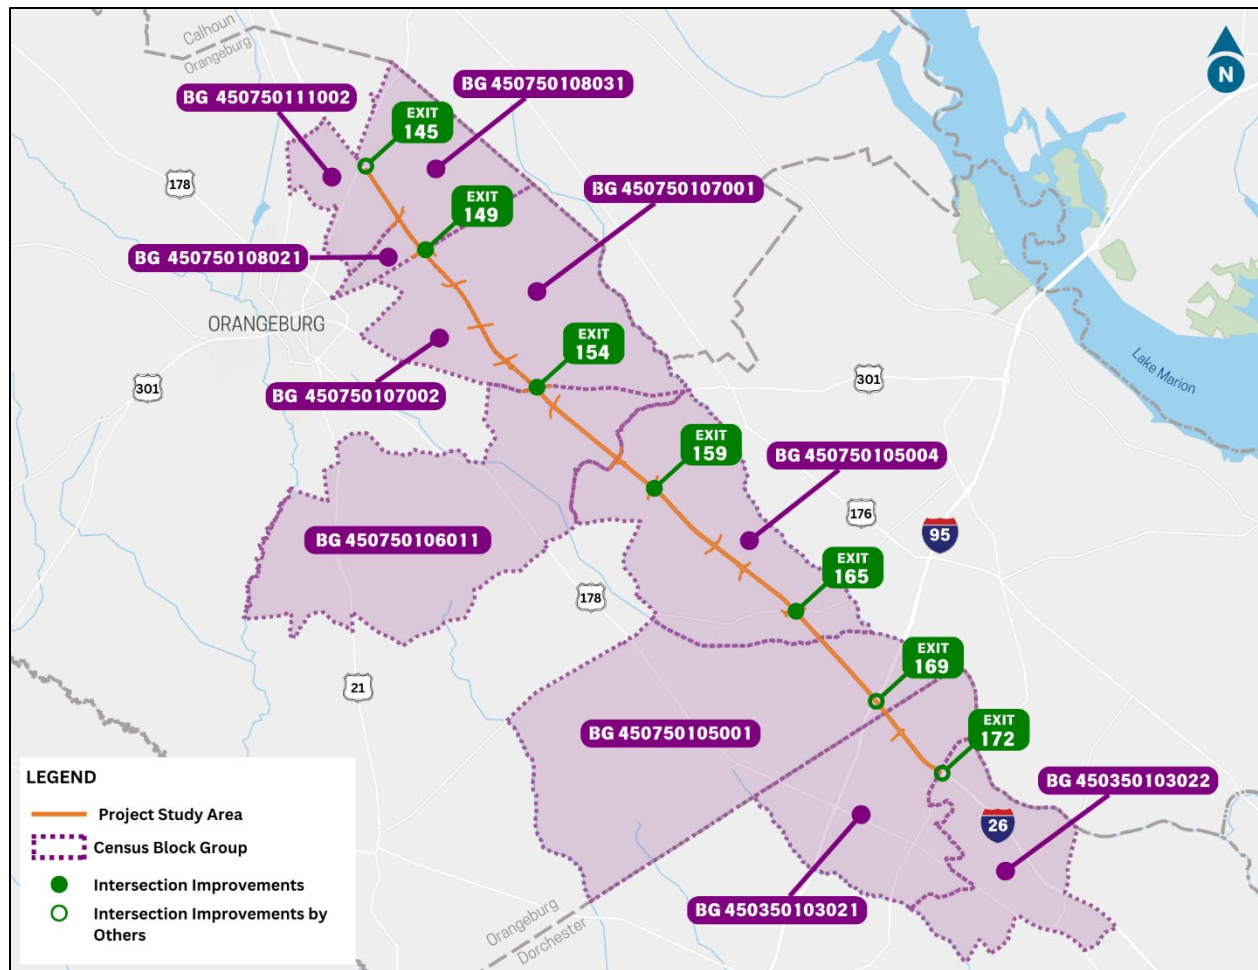 Calhoun
Orangeburg
N
BG 450750111002
BG 450750108031
EXIT
145
178
BG 450750107001
EXIT
149
BG 450750108021
ORANGEBURG
EXIT
154
Lake Marion
301
301
BG 450750107002
EXIT
159
BG 450750105004
176
95
BG 450750106011
EXIT
165
178
EXIT
169
21
BG 450750105001
EXIT
172
BG 450350103022
26
BG 450350103021
Orangeburg
Dorchester
LEGEND
Project Study Area
Census Block Group
Intersection Improvements
Intersection Improvements by
Others